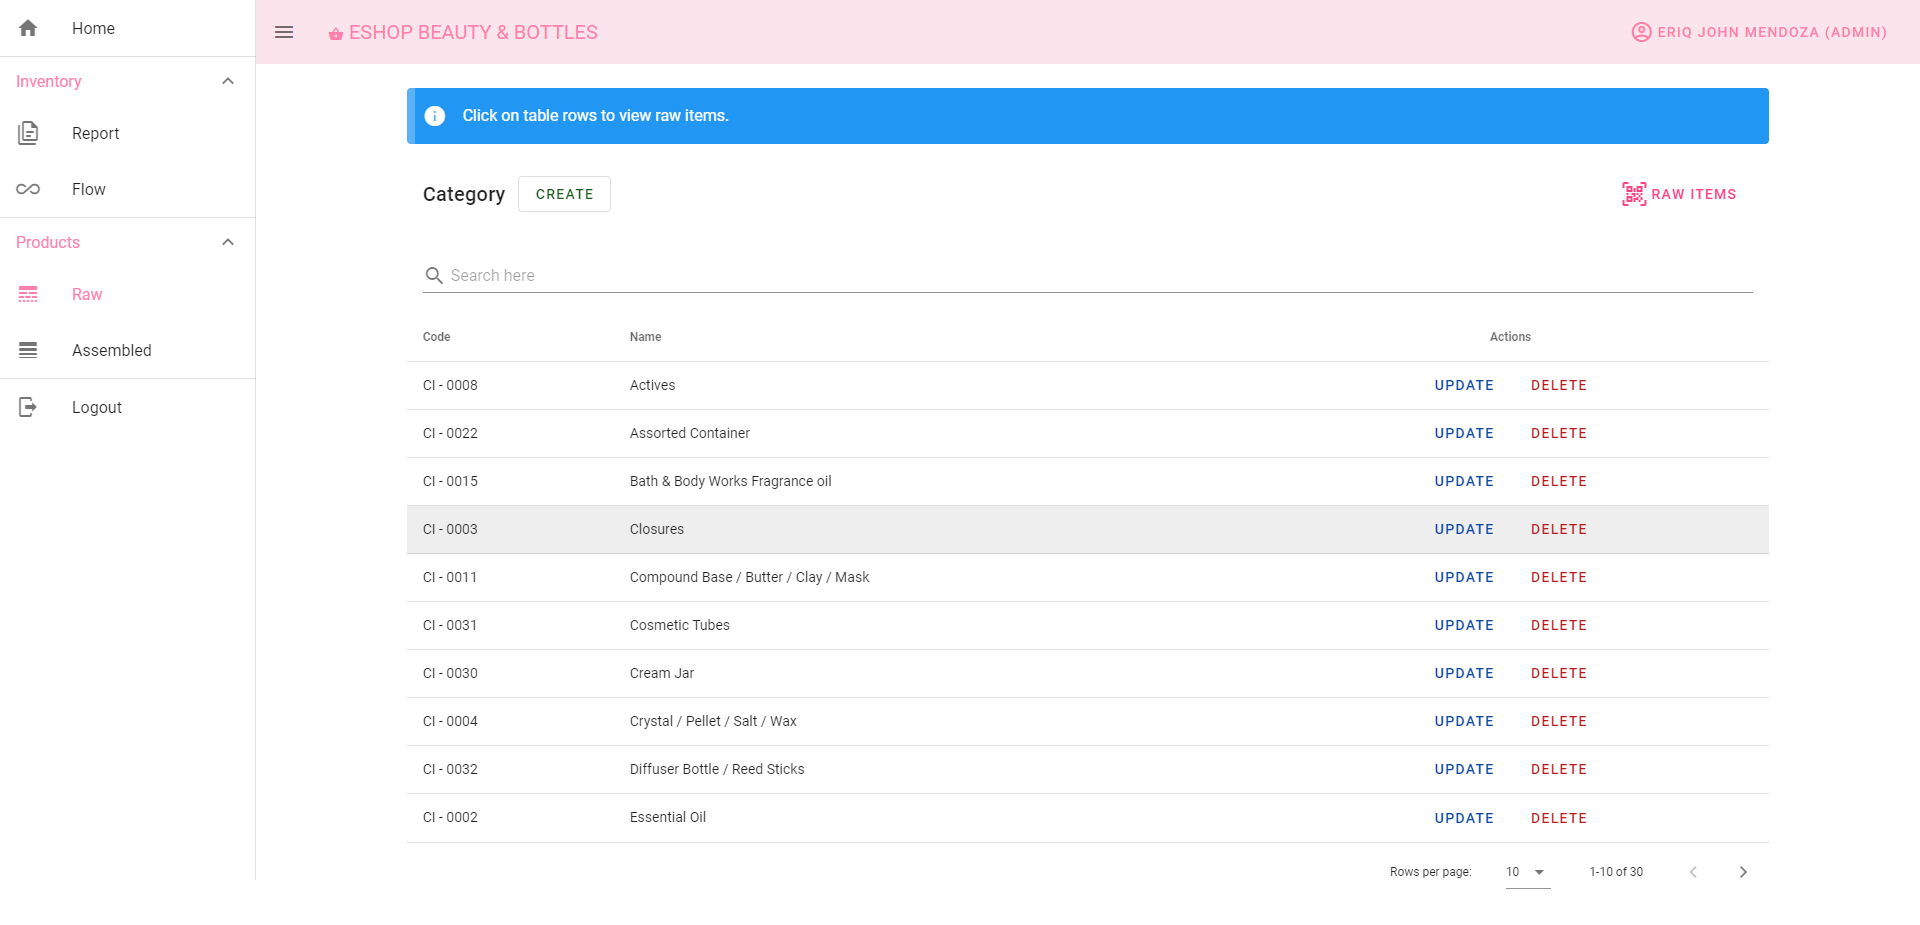 Home
Inventory
Report
Flow
Products
Raw
Assembled
Logout
ESHOP BEAUTY & BOTTLES
ERIQ JOHN MENDOZA (ADMIN)
Click on table rows to view raw items.
Category CREATE RAW ITEMS
Search here
Code Name Actions
CI - 0008 Actives UPDATE DELETE
CI - 0022 Assorted Container UPDATE DELETE
CI - 0015 Bath & Body Works Fragrance oil UPDATE DELETE
CI - 0003 Closures UPDATE DELETE
CI - 0011 Compound Base / Butter / Clay / Mask UPDATE DELETE
CI - 0031 Cosmetic Tubes UPDATE DELETE
CI - 0030 Cream Jar UPDATE DELETE
CI - 0004 Crystal / Pellet / Salt / Wax UPDATE DELETE
CI - 0032 Diffuser Bottle / Reed Sticks UPDATE DELETE
CI - 0002 Essential Oil UPDATE DELETE
Rows per page: 10 1-10 of 30